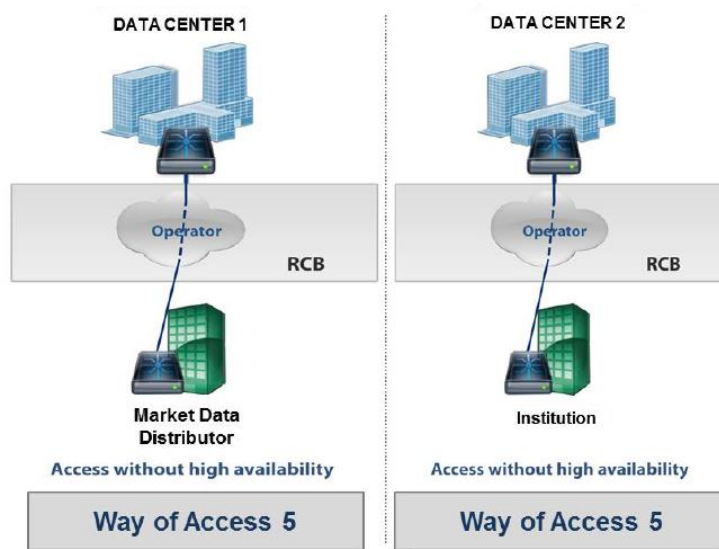 DATA CENTER 1
Operator
RCB
Market Data
Distributor
Access without high availability
Way of Access 5
DATA CENTER 2
Operator
RCB
Institution
Access without high availability
Way of Access 5